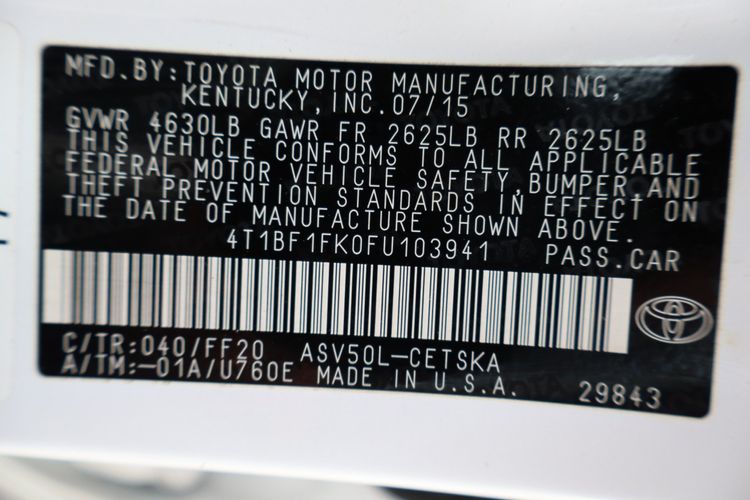 MFD.BY:TOYOTA MOTOR MANUFACTURING,
KENTUCKY,INC.07/15
GVWR 4630LB GAWR FR 2625LB RR 2625LB
THIS VEHICLE CONFORMS TO ALL APPLICABLE
FEDERAL MOTOR VEHICLE SAFETY,BUMPER AND
THEFT PREVENTION STANDARDS IN EFFECT ON
THE DATE OF MANUFACTURE SHOWN ABOVE.
4T1BF1FK0FU103941 PASS.CAR
C/TR:040/FF20 ASV50L-CETSKA
A/TM:-01A/U760E MADE IN U.S.A. 29843